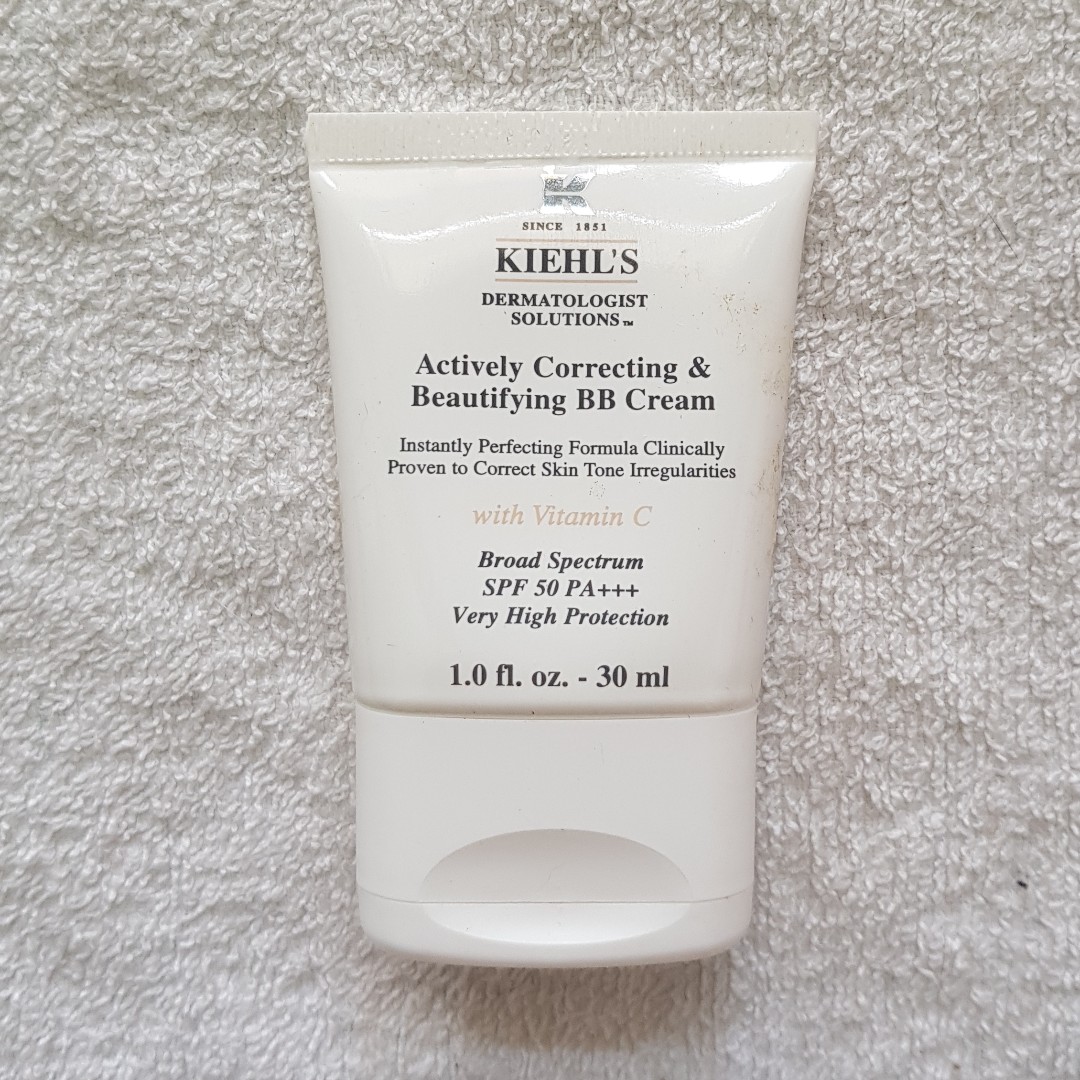 K
SINCE 1851
KIEHL'S
DERMATOLOGIST
SOLUTIONS™
Actively Correcting &
Beautifying BB Cream
Instantly Perfecting Formula Clinically
Proven to Correct Skin Tone Irregularities
with Vitamin C
Broad Spectrum
SPF 50 PA+++
Very High Protection
1.0 fl. oz. - 30 ml